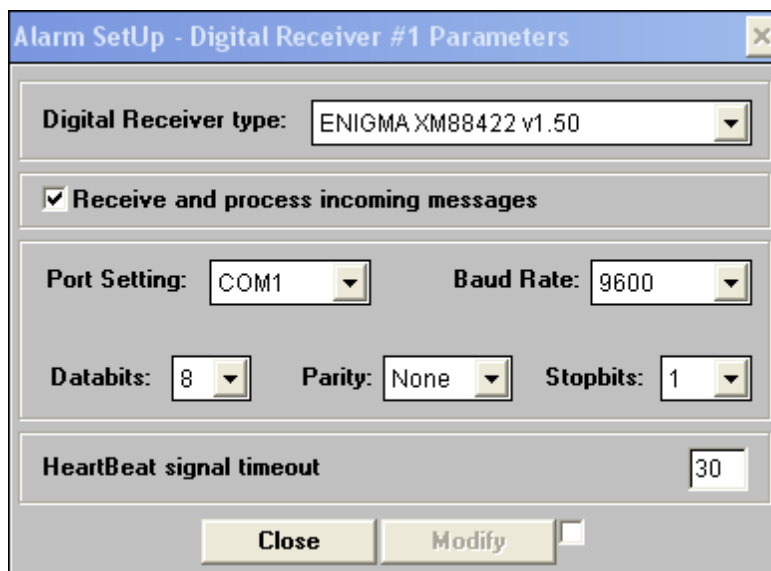 Alarm SetUp - Digital Receiver #1 Parameters
Digital Receiver type: ENIGMA XM88422 v1.50
Receive and process incoming messages
Port Setting: COM1 Baud Rate: 9600
Databits: 8 Parity: None Stopbits: 1
HeartBeat signal timeout 30
Close Modify